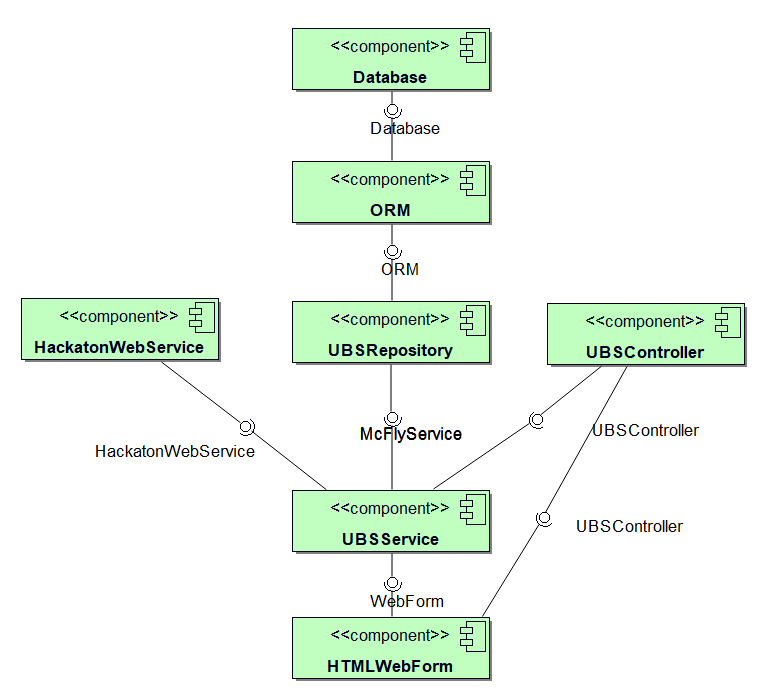 <<component>>
Database
Database
<<component>>
ORM
ORM
<<component>>
HackatonWebService
<<component>>
UBSRepository
<<component>>
UBSController
HackatonWebService
McFlyService
UBSController
<<component>>
UBSService
UBSController
WebForm
<<component>>
HTMLWebForm